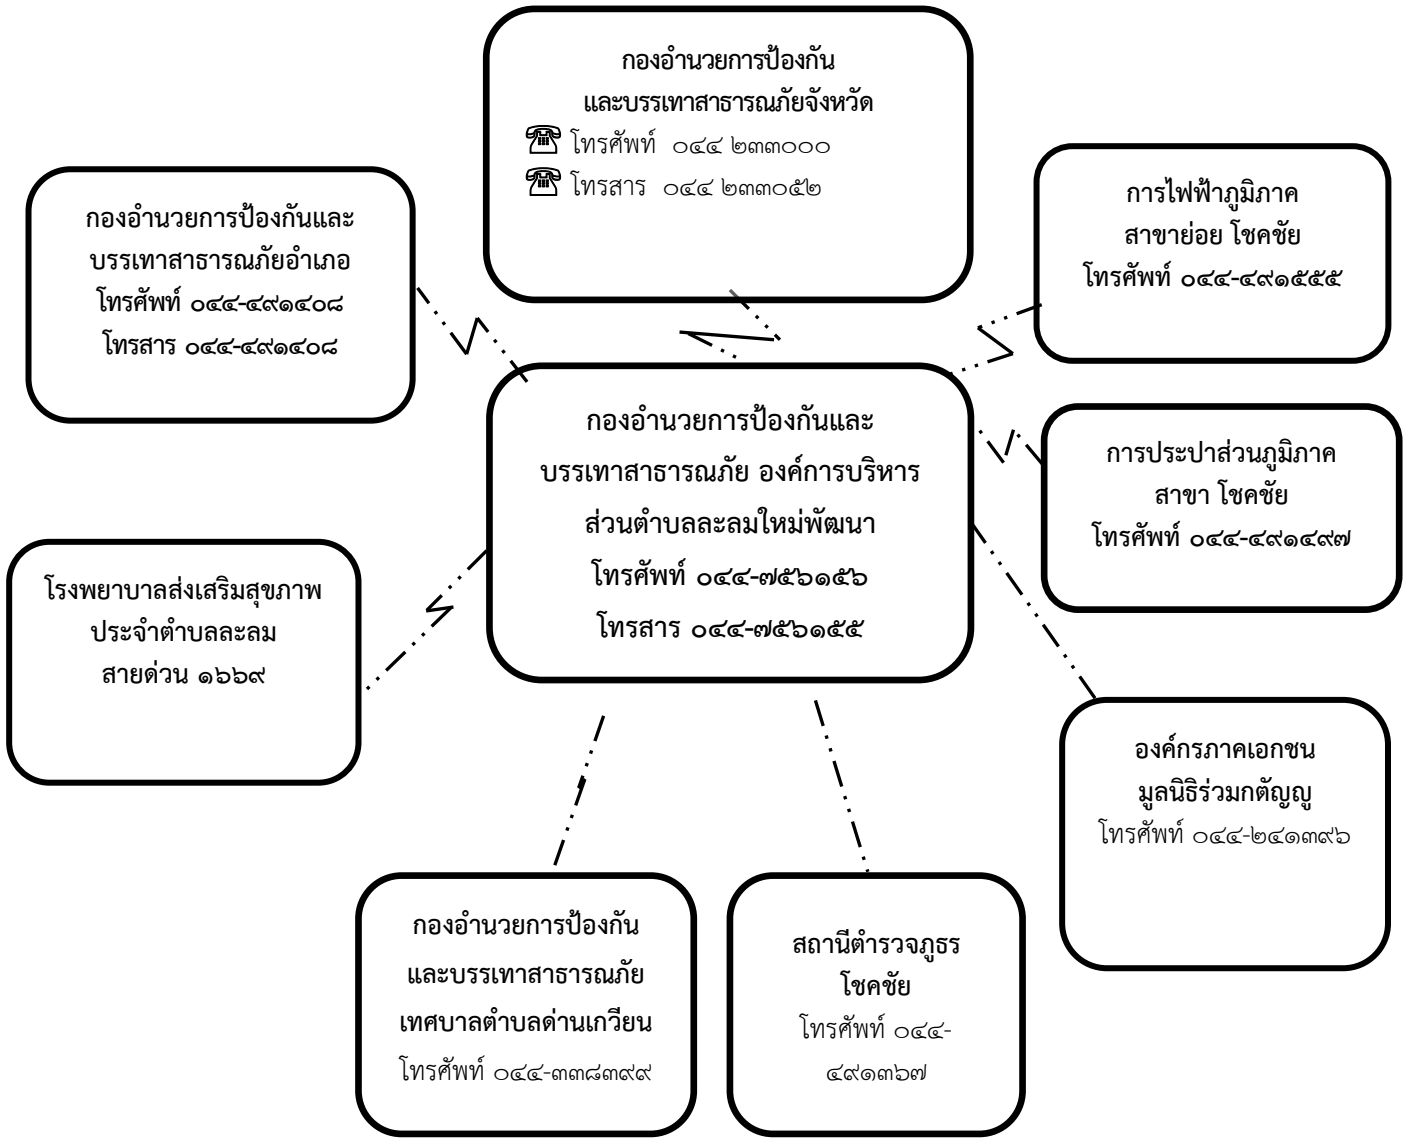 กองอำนวยการป้องกัน
และบรรเทาสาธารณภัยจังหวัด
โทรศัพท์ ๐๔๔ ๒๓๓๐๐๐
โทรสาร ๐๔๔ ๒๓๓๐๕๒
กองอำนวยการป้องกันและ
บรรเทาสาธารณภัยอำเภอ
โทรศัพท์ ๐๔๔-๔๙๑๔๐๘
โทรสาร ๐๔๔-๔๙๑๔๐๘
การไฟฟ้าภูมิภาค
สาขาย่อย โชคชัย
โทรศัพท์ ๐๔๔-๔๙๑๕๕๕
กองอำนวยการป้องกันและ
บรรเทาสาธารณภัย องค์การบริหาร
ส่วนตำบลละลมใหม่พัฒนา
โทรศัพท์ ๐๔๔-๗๕๖๑๕๖
โทรสาร ๐๔๔-๗๕๖๑๕๕
การประปาส่วนภูมิภาค
สาขา โชคชัย
โทรศัพท์ ๐๔๔-๔๙๑๔๙๗
โรงพยาบาลส่งเสริมสุขภาพ
ประจำตำบลละลม
สายด่วน ๑๖๖๙
องค์กรภาคเอกชน
มูลนิธิร่วมกตัญญู
โทรศัพท์ ๐๔๔-๒๔๑๓๙๖
กองอำนวยการป้องกัน
และบรรเทาสาธารณภัย
เทศบาลตำบลด่านเกวียน
โทรศัพท์ ๐๔๔-๓๓๘๓๙๙
สถานีตำรวจภูธร
โชคชัย
โทรศัพท์ ๐๔๔-
๔๙๑๓๖๗